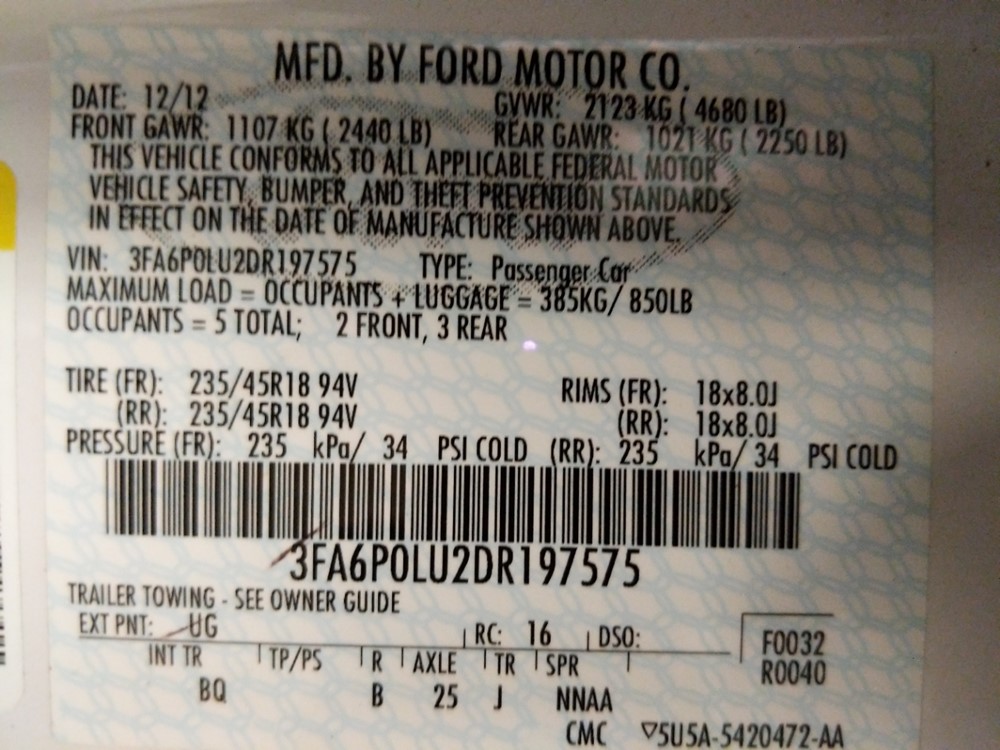 MFD. BY FORD MOTOR CO.
DATE: 12/12 GVWR: 2123 KG ( 4680 LB)
FRONT GAWR: 1107 KG ( 2440 LB) REAR GAWR: 1021 KG ( 2250 LB)
THIS VEHICLE CONFORMS TO ALL APPLICABLE FEDERAL MOTOR
VEHICLE SAFETY, BUMPER, AND THEFT PREVENTION STANDARDS
IN EFFECT ON THE DATE OF MANUFACTURE SHOWN ABOVE.
VIN: 3FA6P0LU2DR197575 TYPE: Passenger Car
MAXIMUM LOAD = OCCUPANTS + LUGGAGE = 385KG/ 850LB
OCCUPANTS = 5 TOTAL; 2 FRONT, 3 REAR
TIRE (FR): 235/45R18 94V RIMS (FR): 18x8.0J
(RR): 235/45R18 94V (RR): 18x8.0J
PRESSURE (FR): 235 kPa/ 34 PSI COLD (RR): 235 kPa/ 34 PSI COLD
3FA6P0LU2DR197575
TRAILER TOWING - SEE OWNER GUIDE
EXT PNT: UG RC: 16 DSO: F0032
INT TR TP/PS R AXLE TR SPR R0040
BQ B 25 J NNAA
CMC ▽5U5A-5420472-AA